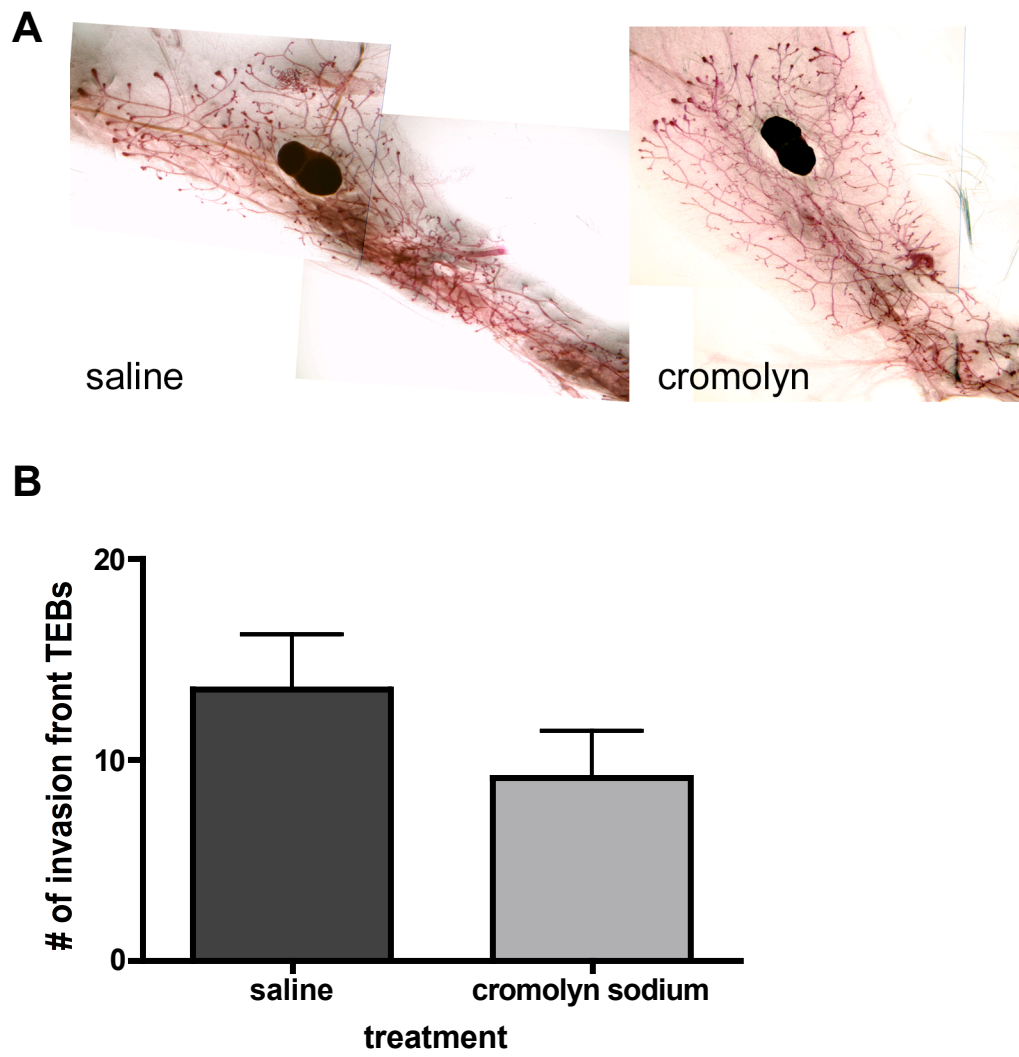 A
saline
cromolyn
B
# of invasion front TEBs
20
10
0
saline
cromolyn sodium
treatment